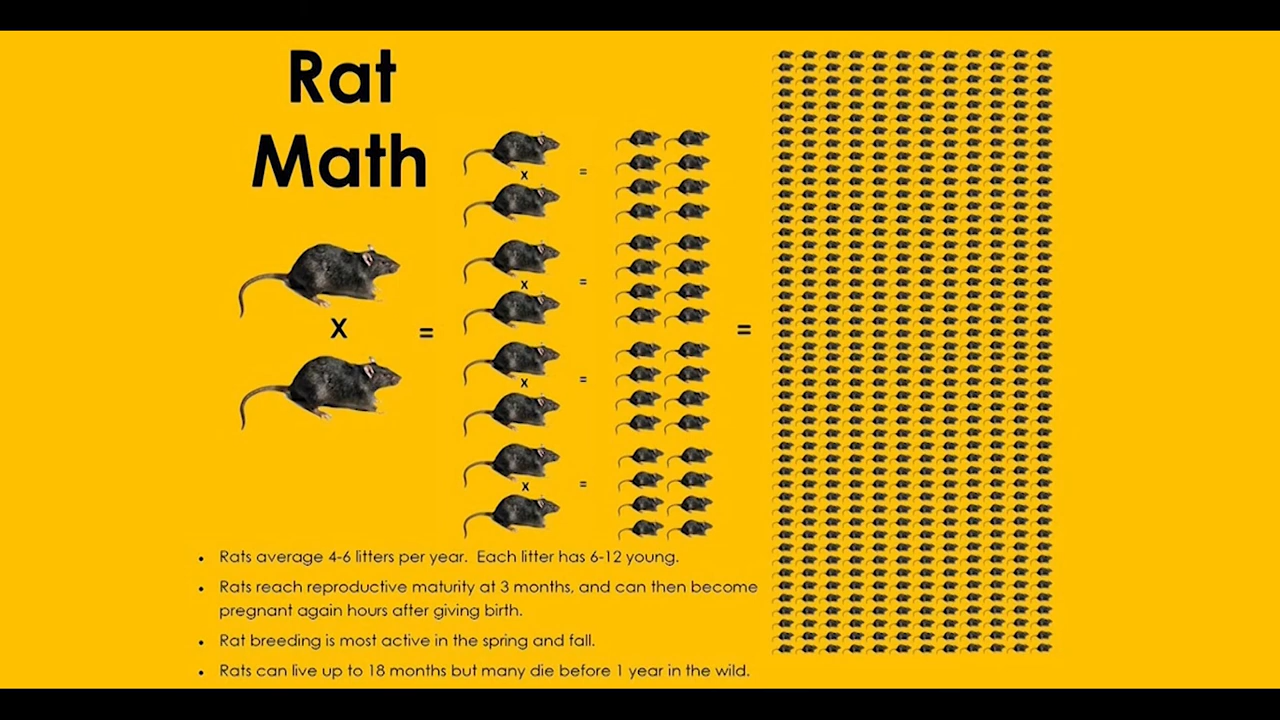 Rat
Math
x
=
x
=
x
=
x
=
x
=
=
• Rats average 4-6 litters per year.  Each litter has 6-12 young.
• Rats reach reproductive maturity at 3 months, and can then become
pregnant again hours after giving birth.
• Rat breeding is most active in the spring and fall.
• Rats can live up to 18 months but many die before 1 year in the wild.